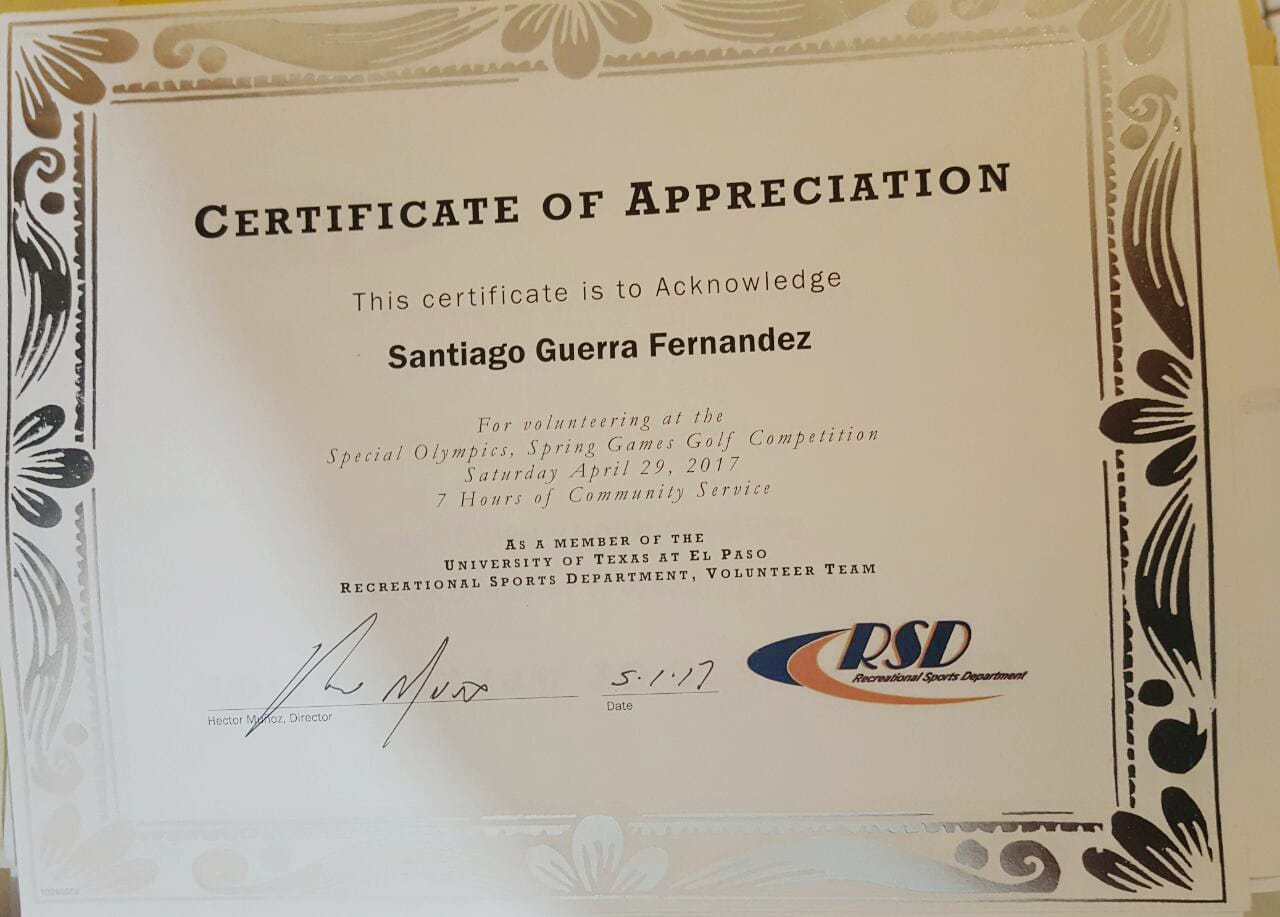 CERTIFICATE OF APPRECIATION
This certificate is to Acknowledge
Santiago Guerra Fernandez
For volunteering at the
Special Olympics, Spring Games Golf Competition
Saturday April 29, 2017
7 Hours of Community Service
AS A MEMBER OF THE
UNIVERSITY OF TEXAS AT EL PASO
RECREATIONAL SPORTS DEPARTMENT, VOLUNTEER TEAM
5.1.17
Hector Muñoz, Director
Date
RSD
Recreational Sports Department